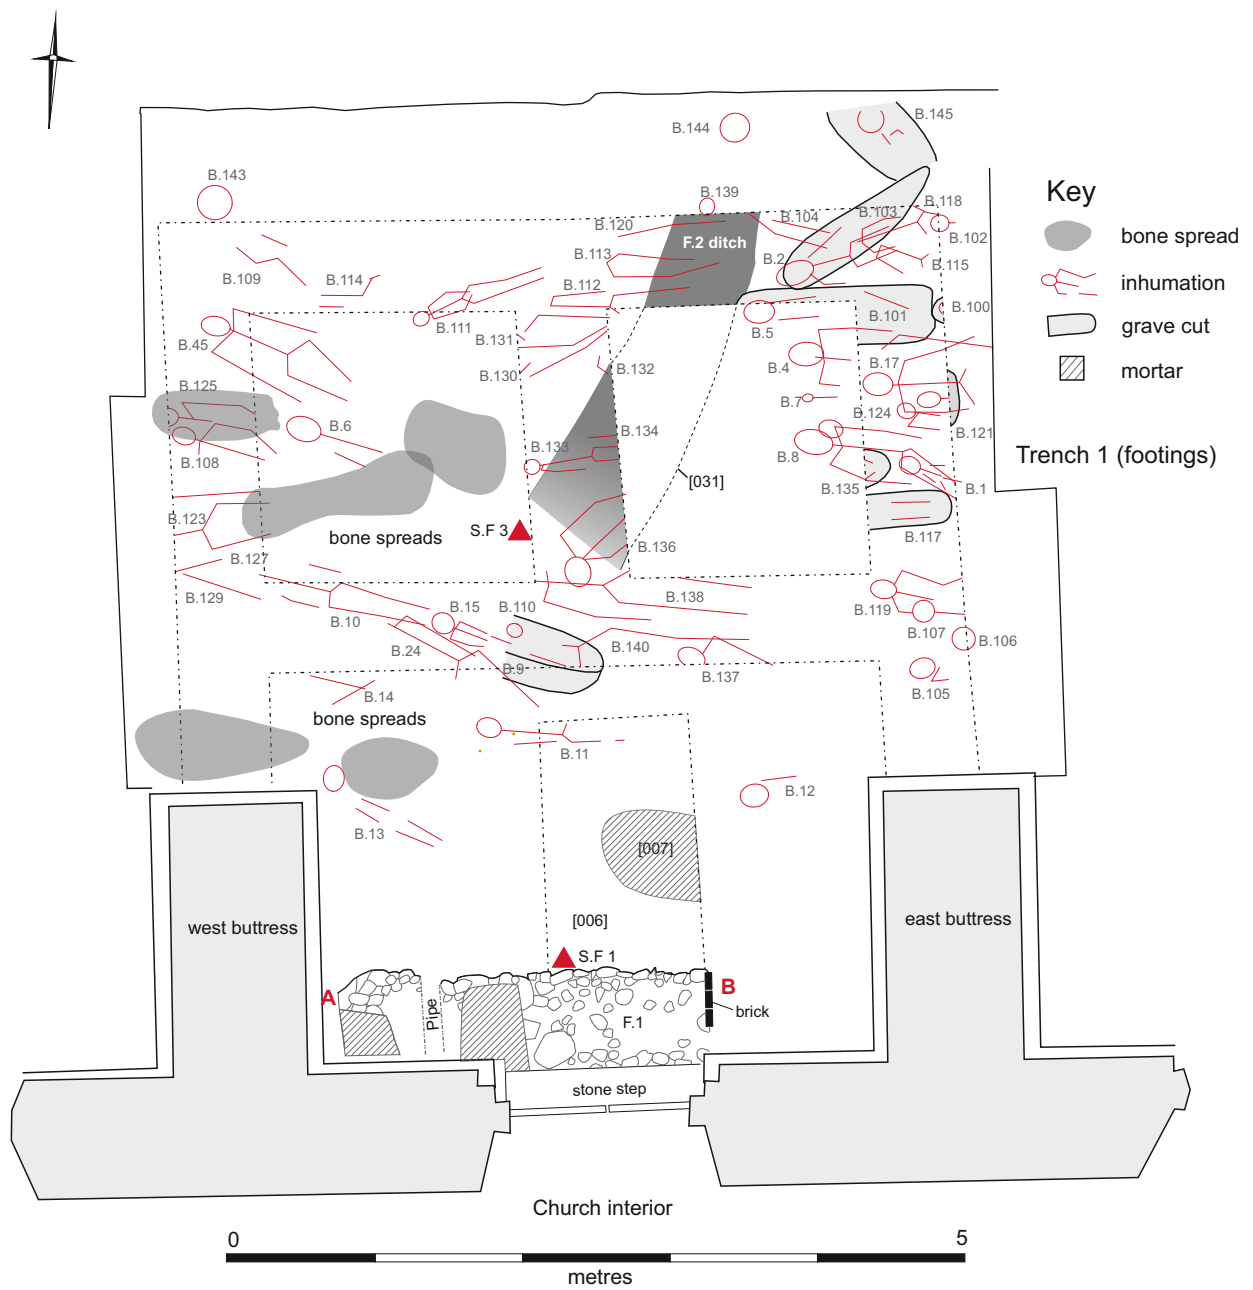 B.145
B.144
B.143
B.139
B.118
B.103
B.104
B.120
F.2 ditch
B.102
B.113
B.2
B.115
B.109
B.114
B.112
B.100
B.101
B.111
B.5
B.131
B.45
B.130
B.132
B.4
B.17
B.125
B.7
B.124
B.6
B.134
B.121
B.133
B.8
B.108
[031]
B.135
B.1
B.123
S.F 3
bone spreads
B.117
B.136
B.127
B.129
B.138
B.119
B.15
B.110
B.10
B.107
B.106
B.24
B.140
B.9
B.137
B.14
B.105
bone spreads
B.11
B.12
B.13
[007]
west buttress
[006]
east buttress
S.F 1
A
B
Pipe
brick
F.1
stone step
Church interior
0
5
metres
Key
bone spread
inhumation
grave cut
mortar
Trench 1 (footings)